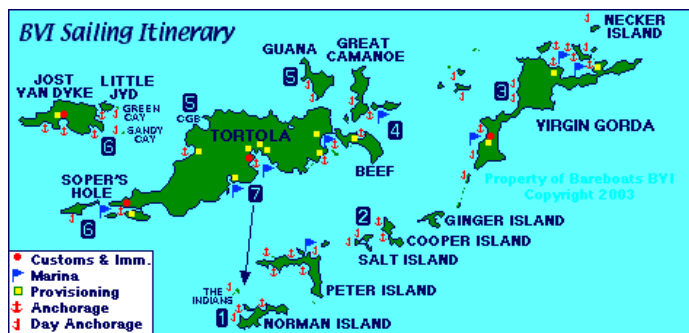 BVI Sailing Itinerary
NECKER
ISLAND
GUANA
GREAT
CAMANOE
JOST
VAN DYKE
LITTLE
JYD
GREEN
CAY
SANDY
CAY
5
5
CGB
3
4
6
TORTOLA
VIRGIN GORDA
BEEF
SOPER'S
HOLE
6
7
Property of Bareboats BVI
Copyright 2003
2
GINGER ISLAND
COOPER ISLAND
SALT ISLAND
PETER ISLAND
THE
INDIANS
1
NORMAN ISLAND
Customs & Imm.
Marina
Provisioning
Anchorage
Day Anchorage